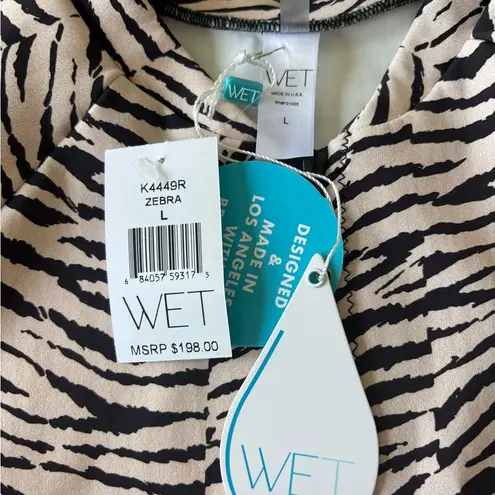 WET
MADE IN U.S.A.
L
WET
K4449R
ZEBRA
L
6 84057 59317 5
WET
MSRP $198.00
DESIGNED
&
MADE IN
LOS ANGELES
WITH
WET